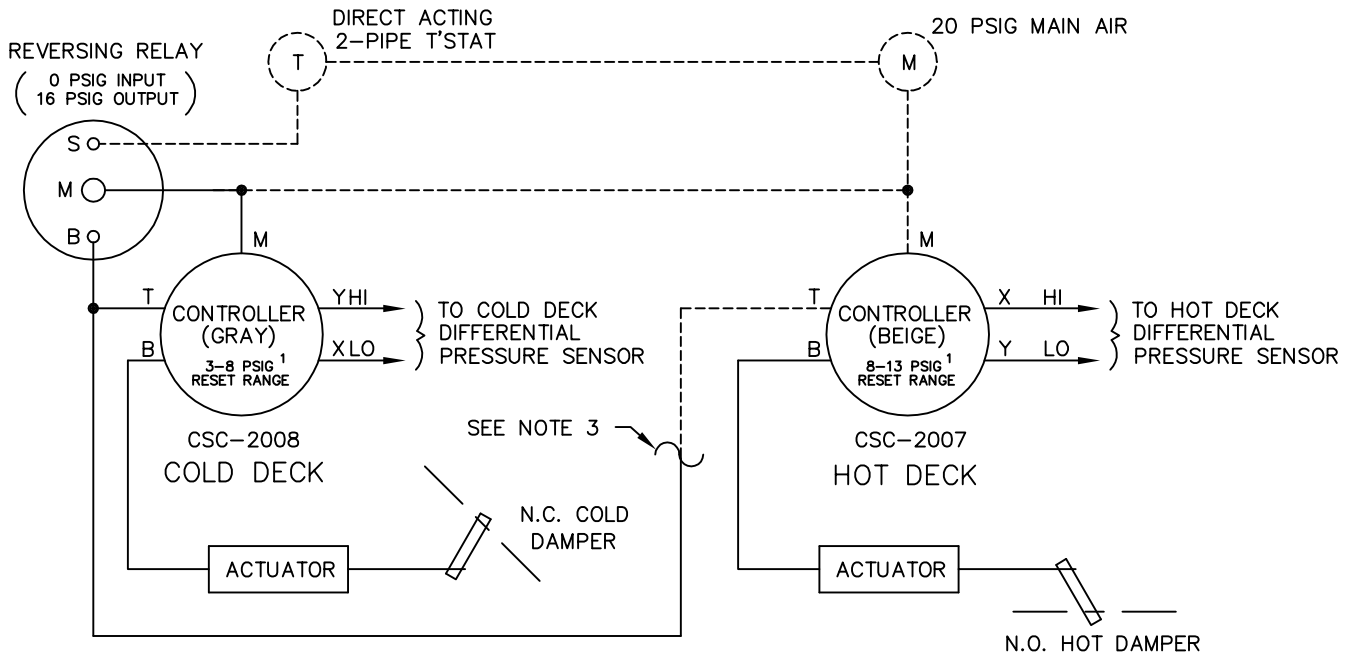 DIRECT ACTING
2-PIPE T'STAT
20 PSIG MAIN AIR
REVERSING RELAY
( 0 PSIG INPUT
16 PSIG OUTPUT )
T
M
S
M
B
M
T
CONTROLLER
(GRAY)
3-8 PSIG 1
RESET RANGE
B
Y HI
X LO
TO COLD DECK
DIFFERENTIAL
PRESSURE SENSOR
CSC-2008
COLD DECK
M
T
CONTROLLER
(BEIGE)
8-13 PSIG 1
RESET RANGE
B
X HI
Y LO
TO HOT DECK
DIFFERENTIAL
PRESSURE SENSOR
CSC-2007
HOT DECK
SEE NOTE 3
N.C. COLD
DAMPER
ACTUATOR
ACTUATOR
N.O. HOT DAMPER